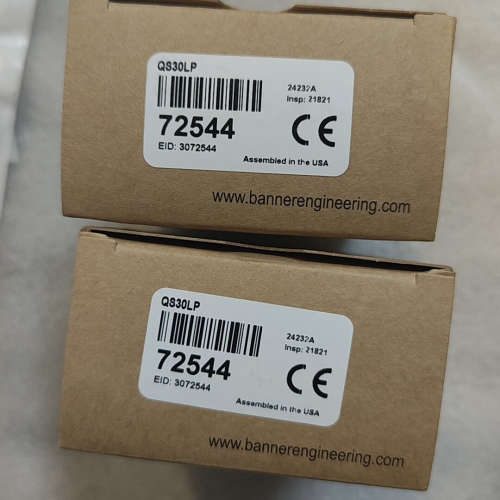 QS30LP
24232A
Insp: 21821
72544
CE
EID: 3072544
Assembled in the USA
www.bannerengineering.com
QS30LP
24232A
Insp: 21821
72544
CE
EID: 3072544
Assembled in the USA
www.bannerengineering.com